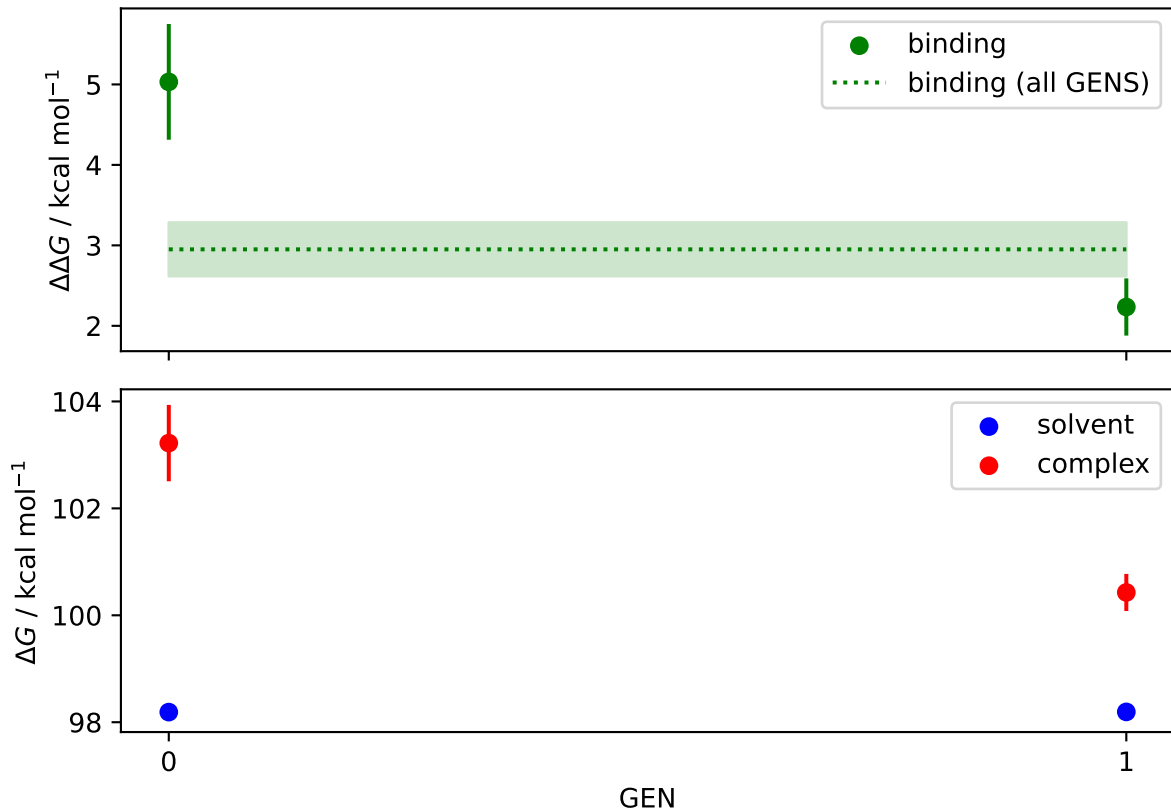 binding
binding (all GENS)
ΔΔG / kcal mol⁻¹
5
4
3
2
solvent
complex
ΔG / kcal mol⁻¹
104
102
100
98
0
1
GEN